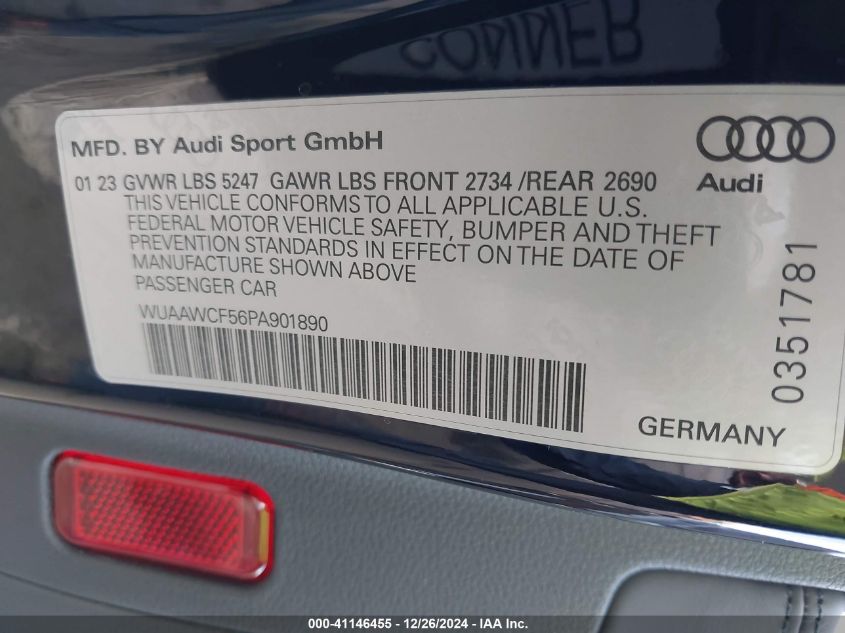 CONNER
MFD. BY Audi Sport GmbH
Audi
01 23 GVWR LBS 5247 GAWR LBS FRONT 2734 /REAR 2690
THIS VEHICLE CONFORMS TO ALL APPLICABLE U.S.
FEDERAL MOTOR VEHICLE SAFETY, BUMPER AND THEFT
PREVENTION STANDARDS IN EFFECT ON THE DATE OF
MANUFACTURE SHOWN ABOVE
PASSENGER CAR
WUAAWCF56PA901890
0351781
GERMANY
000-41146455 - 12/26/2024 - IAA Inc.